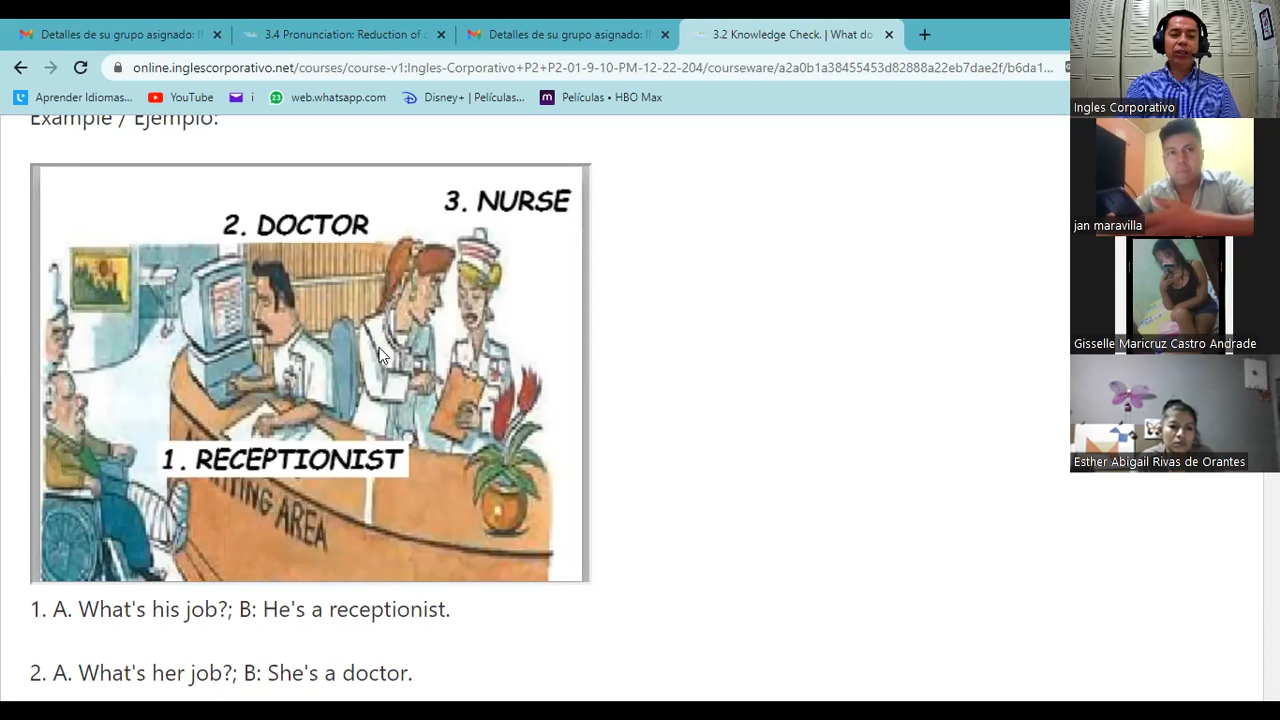 Detalles de su grupo asignado: I
3.4 Pronunciation: Reduction of
Detalles de su grupo asignado: I
3.2 Knowledge Check. | What do
online.inglescorporativo.net/courses/course-v1:Ingles-Corporativo+P2+P2-01-9-10-PM-12-22-204/courseware/a2a0b1a38455453d82888a22eb7dae2f/b6da1...
Aprender Idiomas...
YouTube
i
web.whatsapp.com
Disney+ | Películas...
Películas • HBO Max
Example / Ejemplo:
3. NURSE
2. DOCTOR
1. RECEPTIONIST
WAITING AREA
1. A. What's his job?; B: He's a receptionist.
2. A. What's her job?; B: She's a doctor.
Ingles Corporativo
jan maravilla
Gisselle Maricruz Castro Andrade
Esther Abigail Rivas de Orantes